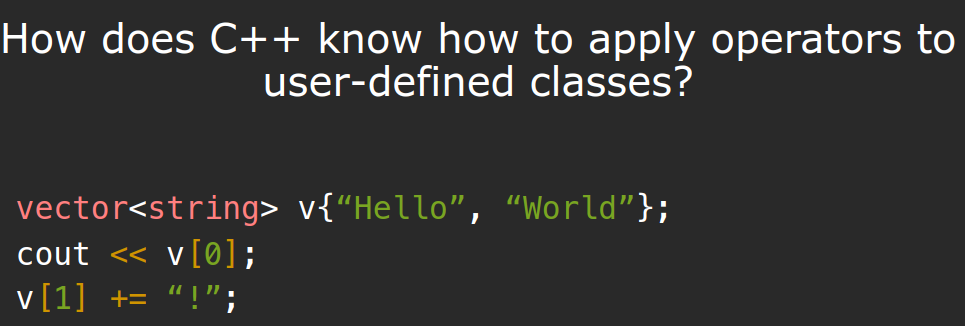 How does C++ know how to apply operators to
user-defined classes?
vector<string> v{“Hello”, “World”};
cout << v[0];
v[1] += “!”;